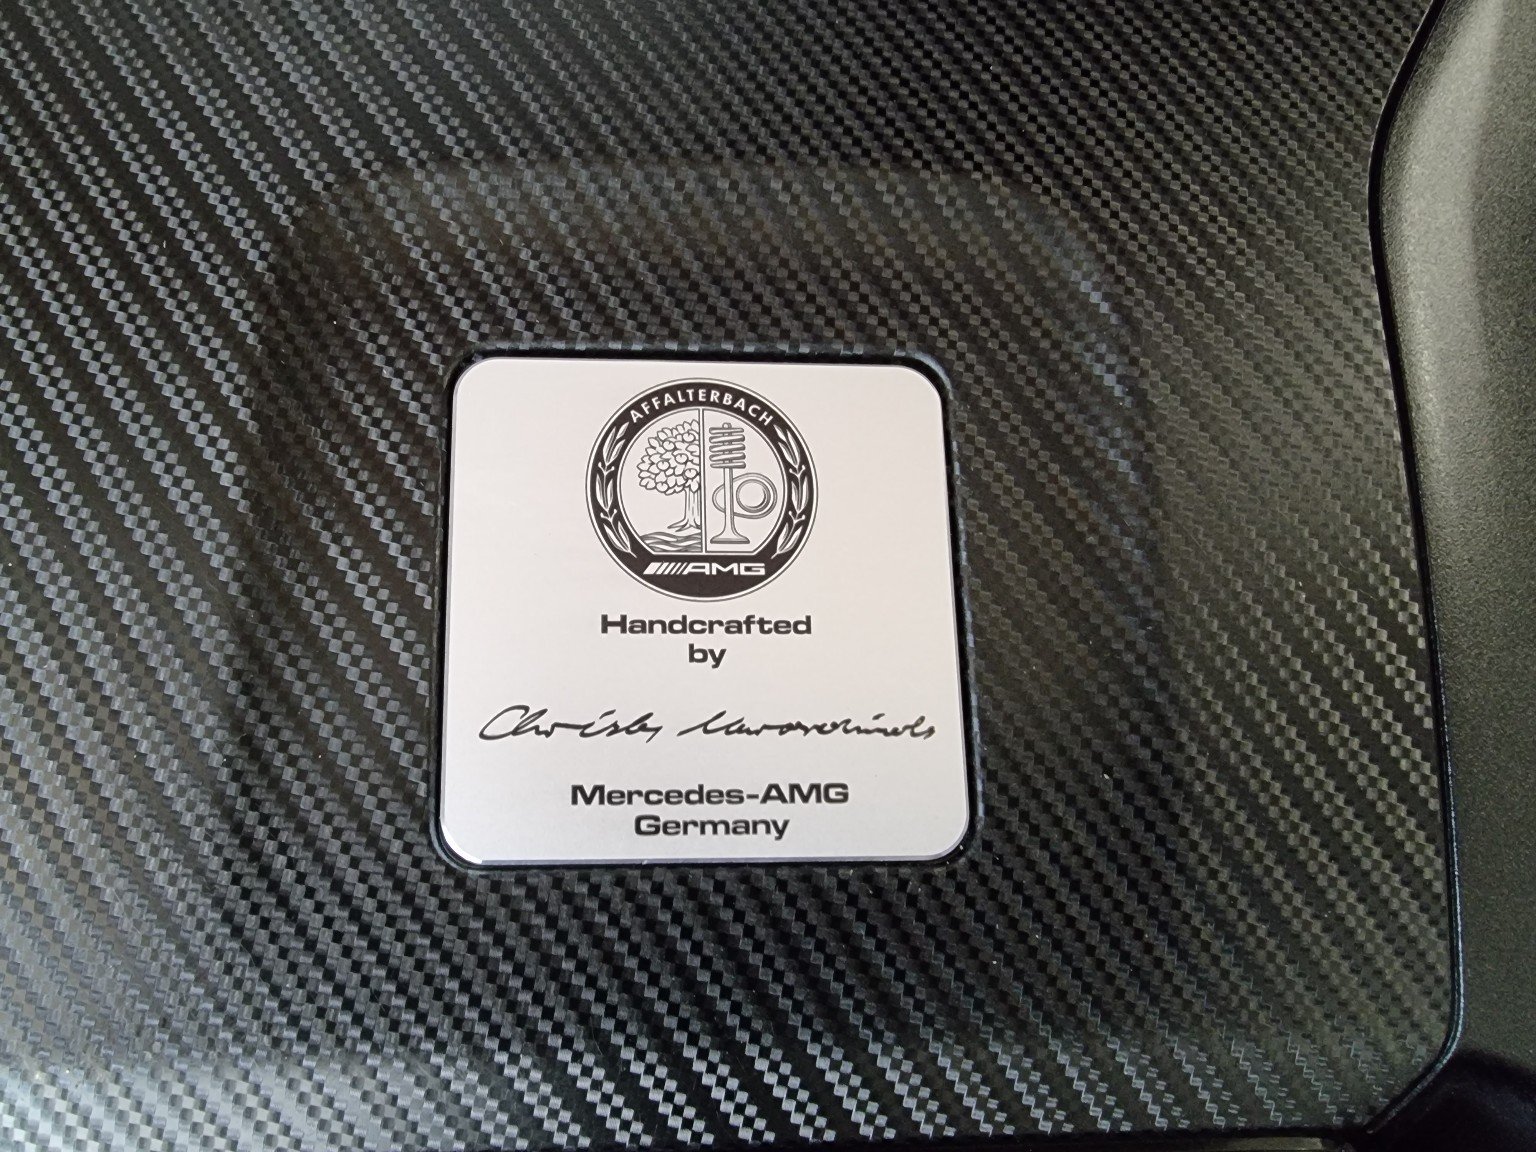 AFFALTERBACH
AMG
Handcrafted
by
Mercedes-AMG
Germany